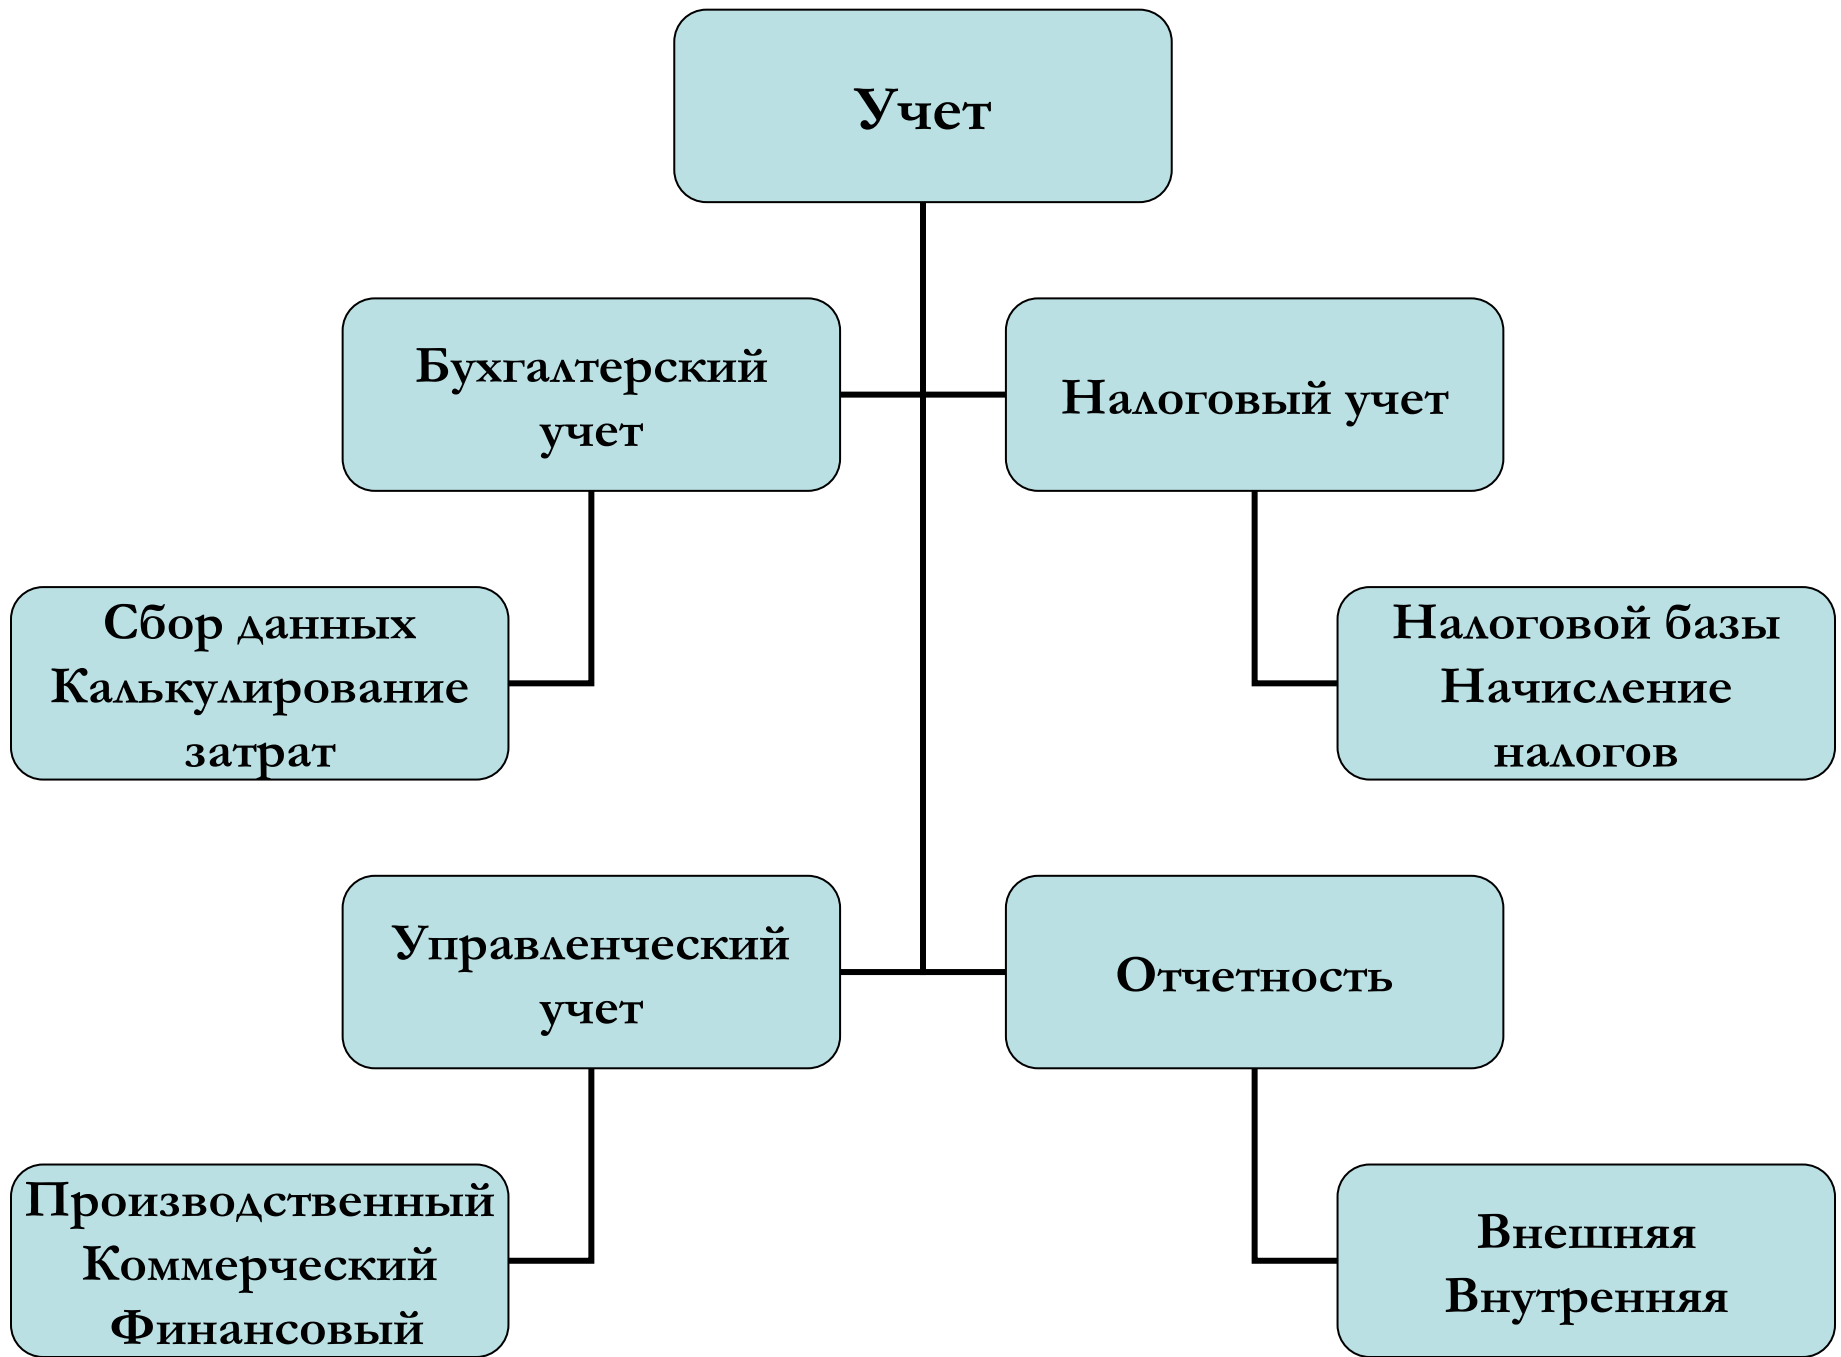 Учет
Бухгалтерский
учет
Налоговый учет
Сбор данных
Калькулирование
затрат
Налоговой базы
Начисление
налогов
Управленческий
учет
Отчетность
Производственный
Коммерческий
Финансовый
Внешняя
Внутренняя